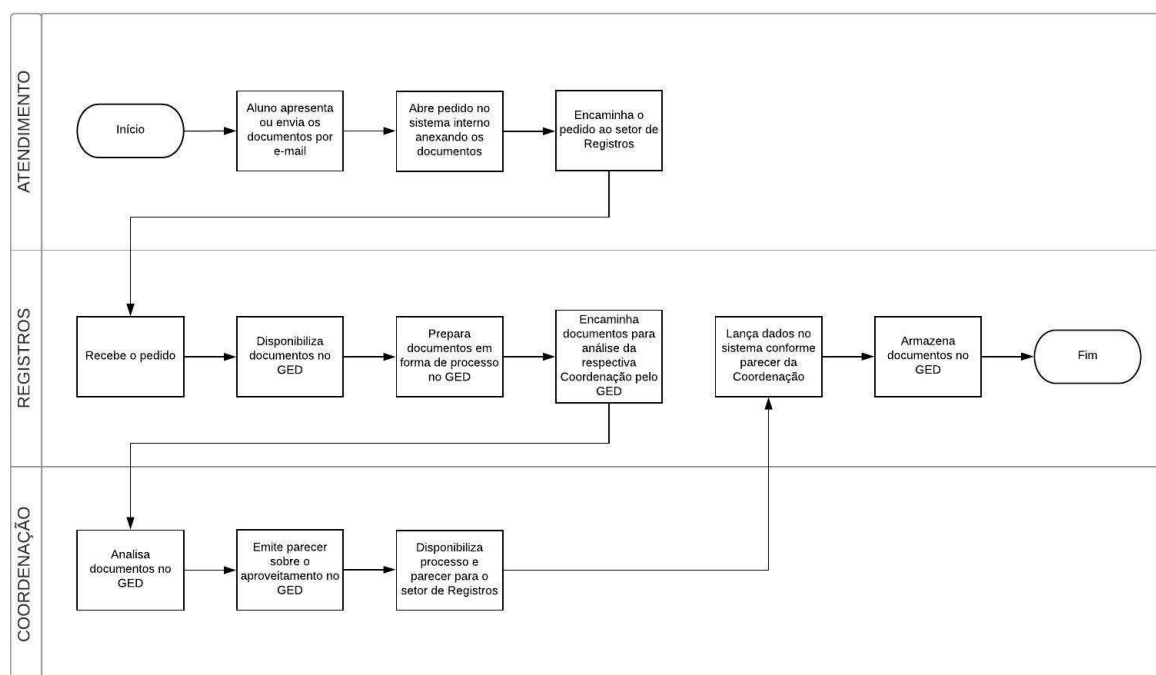 ATENDIMENTO
Início
Aluno apresenta
ou envia os
documentos por
e-mail
Abre pedido no
sistema interno
anexando os
documentos
Encaminha o
pedido ao setor de
Registros
REGISTROS
Recebe o pedido
Disponibiliza
documentos no
GED
Prepara
documentos em
forma de processo
no GED
Encaminha
documentos para
análise da
respectiva
Coordenação pelo
GED
Lança dados no
sistema conforme
parecer da
Coordenação
Armazena
documentos no
GED
Fim
COORDENAÇÃO
Analisa
documentos no
GED
Emite parecer
sobre o
aproveitamento no
GED
Disponibiliza
processo e
parecer para o
setor de Registros